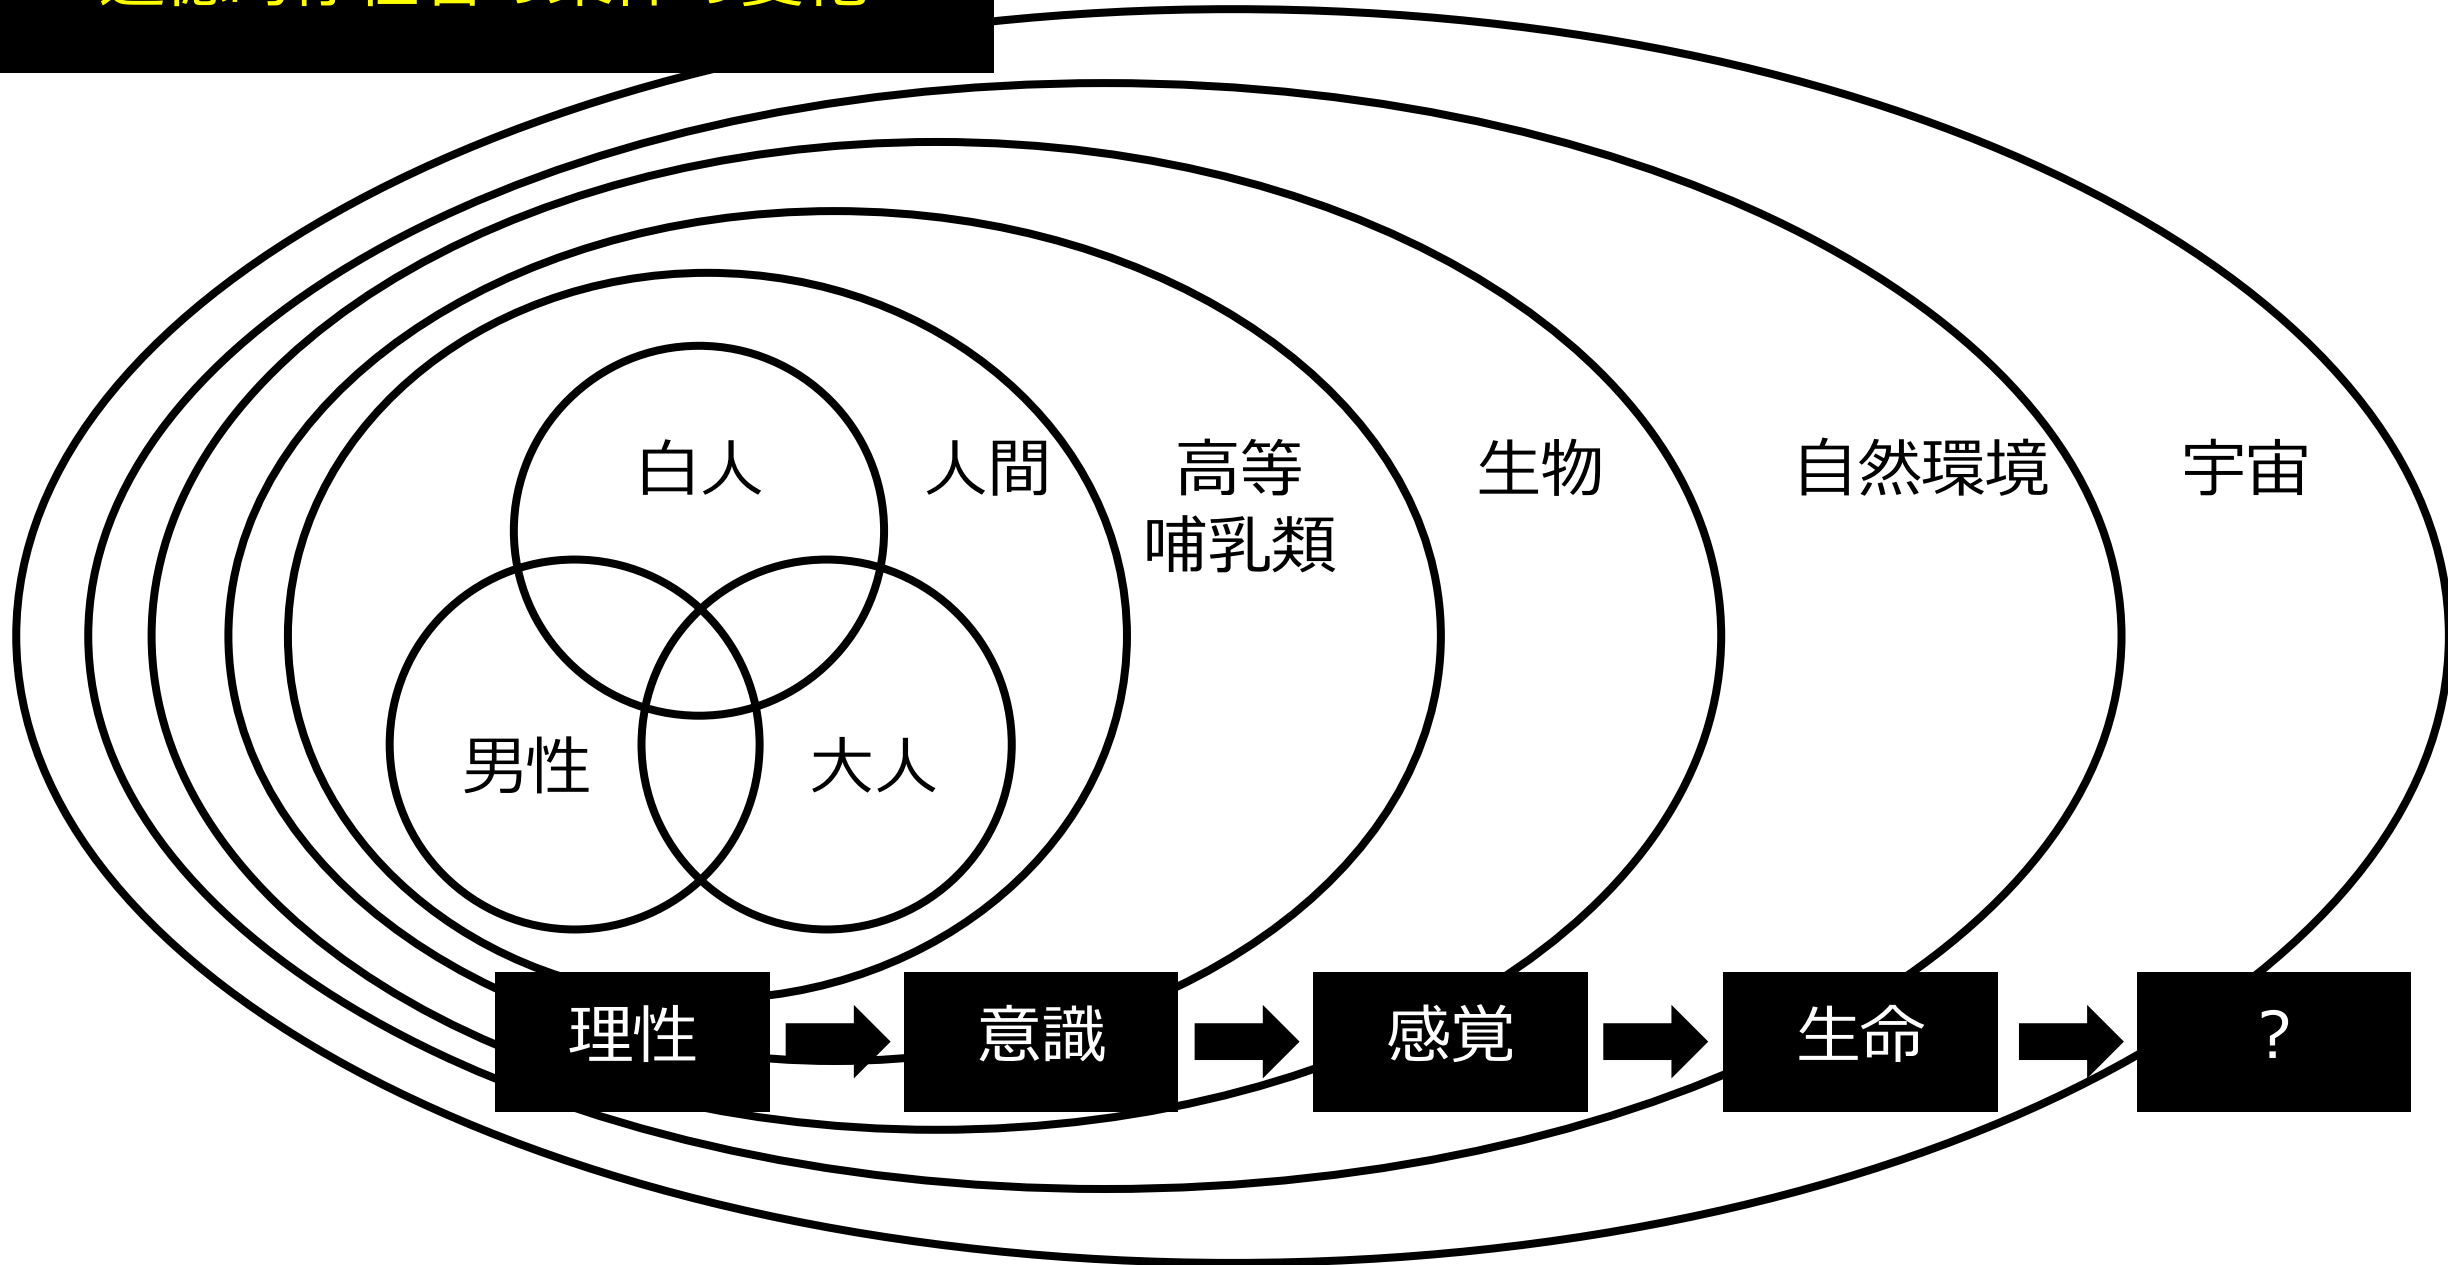 白人
人間
高等
哺乳類
生物
自然環境
宇宙
男性
大人
理性
意識
感覚
生命
？